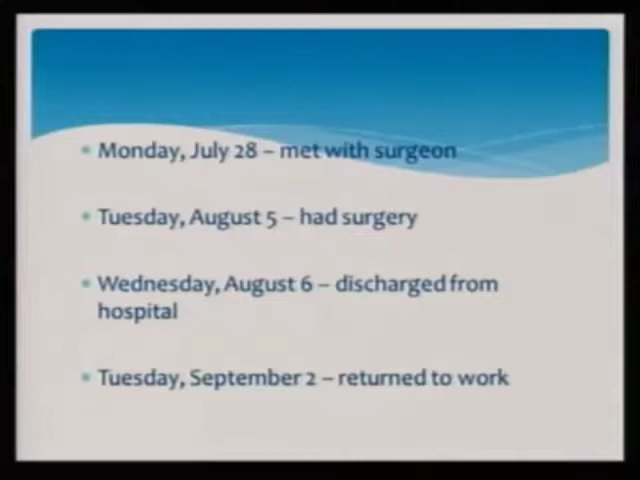 • Monday, July 28 – met with surgeon
• Tuesday, August 5 – had surgery
• Wednesday, August 6 – discharged from
hospital
• Tuesday, September 2 – returned to work